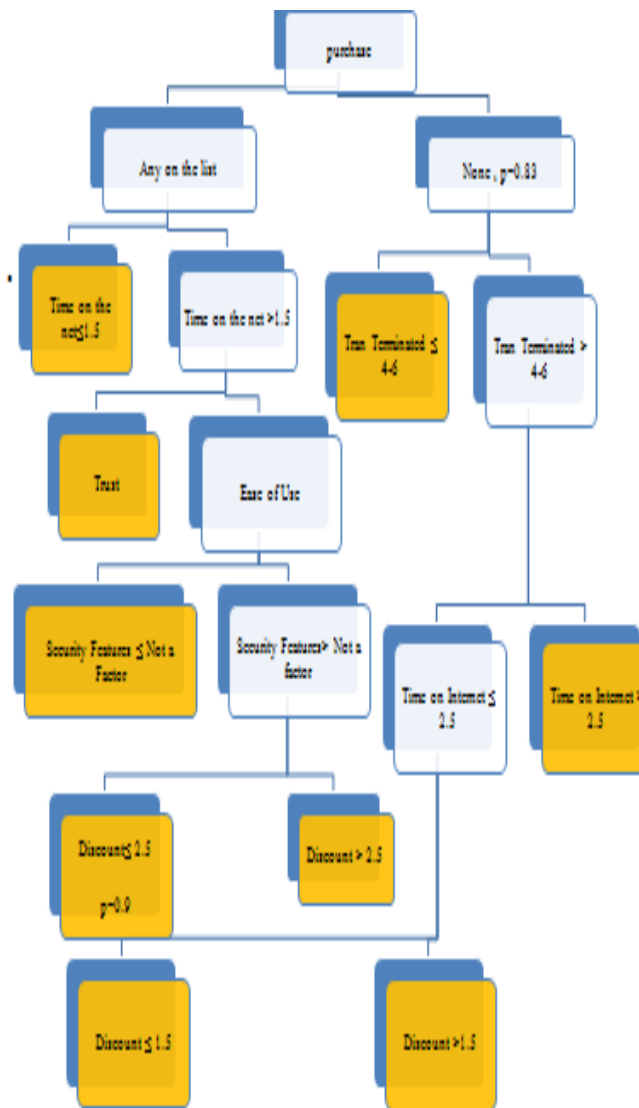 purchase
Any on the list
None , p=0.83
Time on the
net≤1.5
Time on the net >1.5
Tran Terminated ≤
4-6
Tran Terminated >
4-6
Trust
Ease of Use
Security Features ≤ Not a
Factor
Security Features> Not a
factor
Time on Internet ≤
2.5
Time on Internet >
2.5
Discount≤ 2.5
p=0.9
Discount > 2.5
Discount ≤ 1.5
Discount >1.5